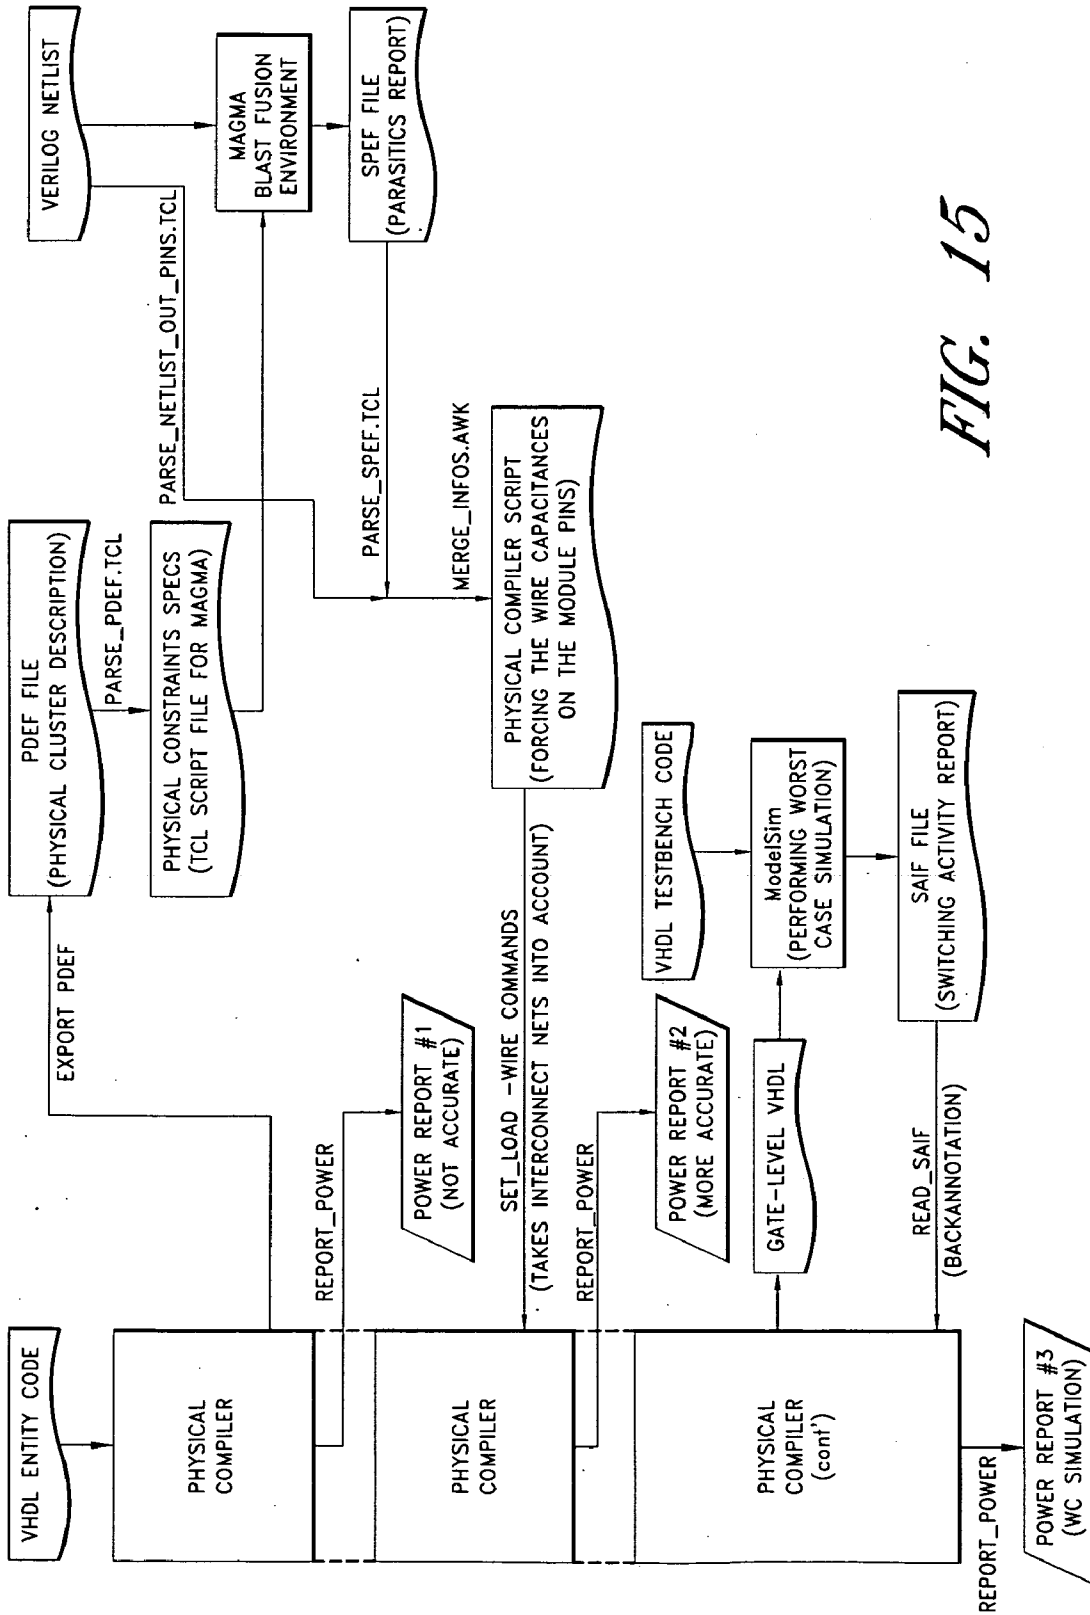 VHDL ENTITY CODE
PHYSICAL
COMPILER
EXPORT PDEF
PDEF FILE
(PHYSICAL CLUSTER DESCRIPTION)
PARSE_PDEF.TCL
PHYSICAL CONSTRAINTS SPECS
(TCL SCRIPT FILE FOR MAGMA)
VERILOG NETLIST
PARSE_NETLIST_OUT_PINS.TCL
MAGMA
BLAST FUSION
ENVIRONMENT
SPEF FILE
(PARASITICS REPORT)
REPORT_POWER
POWER REPORT #1
(NOT ACCURATE)
PARSE_SPEF.TCL
MERGE_INFOS.AWK
PHYSICAL COMPILER SCRIPT
(FORCING THE WIRE CAPACITANCES
ON THE MODULE PINS)
PHYSICAL
COMPILER
SET_LOAD -WIRE COMMANDS
(TAKES INTERCONNECT NETS INTO ACCOUNT)
REPORT_POWER
POWER REPORT #2
(MORE ACCURATE)
VHDL TESTBENCH CODE
PHYSICAL
COMPILER
(cont')
GATE-LEVEL VHDL
ModelSim
(PERFORMING WORST
CASE SIMULATION)
SAIF FILE
(SWITCHING ACTIVITY REPORT)
READ_SAIF
(BACKANNOTATION)
REPORT_POWER
POWER REPORT #3
(WC SIMULATION)
FIG. 15